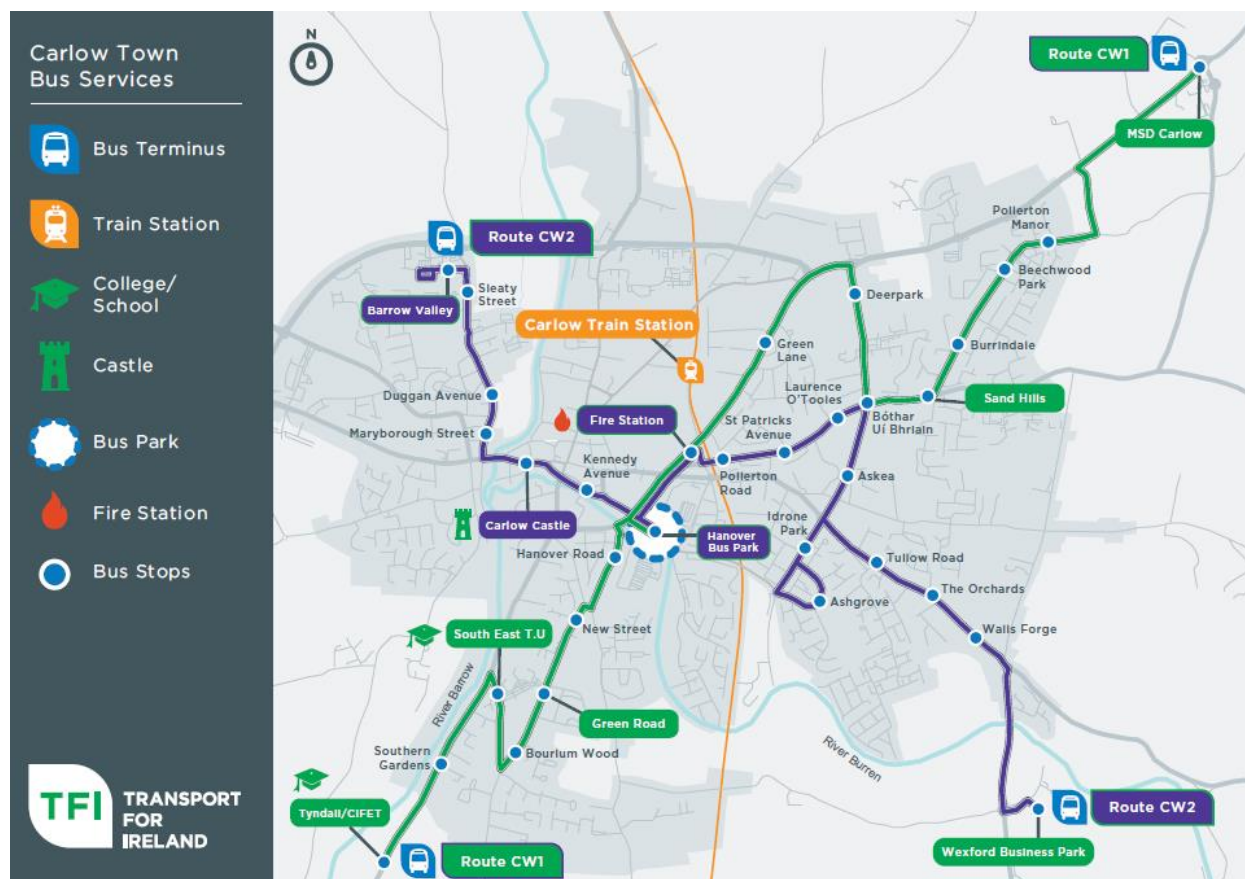 Carlow Town
Bus Services
Bus Terminus
Train Station
College/
School
Castle
Bus Park
Fire Station
Bus Stops
TFI
TRANSPORT
FOR
IRELAND
N
Route CW1
MSD Carlow
Pollerton
Manor
Beechwood
Park
Route CW2
Barrow Valley
Sleaty
Street
Deerpark
Carlow Train Station
Green
Lane
Burrindale
Duggan Avenue
Laurence
O'Tooles
Sand Hills
Bóthar
Uí Bhriain
Maryborough Street
Fire Station
St Patricks
Avenue
Kennedy
Avenue
Pollerton
Road
Askea
Carlow Castle
Idrone
Park
Hanover
Bus Park
Hanover Road
Tullow Road
The Orchards
Ashgrove
New Street
Walls Forge
South East T.U
River Barrow
Green Road
Bourlum Wood
River Burren
Southern
Gardens
Tyndall/CIFET
Route CW2
Wexford Business Park
Route CW1